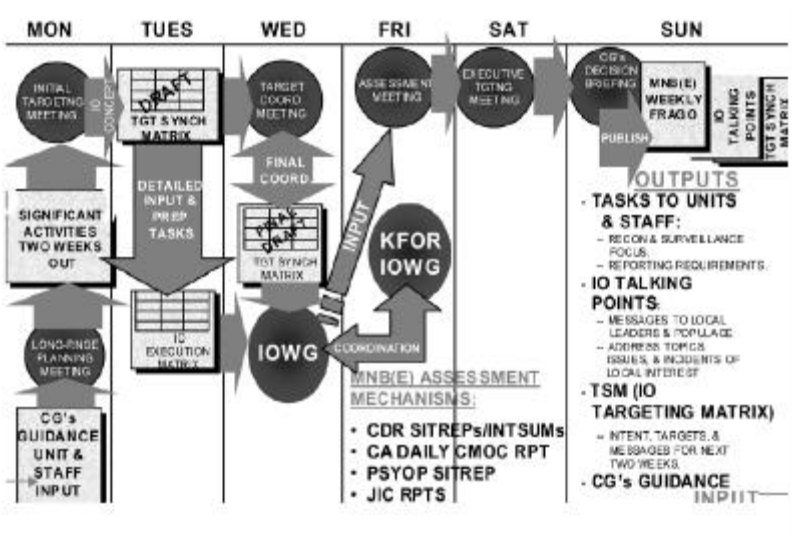 MON
TUES
WED
FRI
SAT
SUN
INITIAL
TARGETING
MEETING
IO
CONCEPT
DRAFT
TGT SYNCH
MATRIX
TARGET
COORD
MEETING
ASSESSMENT
MEETING
EXECUTIVE
TGTNG
MEETING
CG's
DECISION
BRIEFING
PUBLISH
MNB(E)
WEEKLY
FRAGO
IO
TALKING
POINTS
TGT SYNCH
MATRIX
SIGNIFICANT
ACTIVITIES
TWO WEEKS
OUT
DETAILED
INPUT &
PREP
TASKS
FINAL
COORD.
FINAL
DRAFT
TGT SYNCH
MATRIX
INPUT
KFOR
IOWG
LONG-RNGE
PLANNING
MEETING
IO
EXECUTION
MATRIX
IOWG
COORDINATION
CG's
GUIDANCE
UNIT &
STAFF
INPUT
MNB(E) ASSESSMENT
MECHANISMS:
• CDR SITREPs/INTSUMs
• CA DAILY CMOC RPT
• PSYOP SITREP
• JIC RPTS
OUTPUTS
- TASKS TO UNITS
& STAFF:
– RECON & SURVEILLANCE
FOCUS.
– REPORTING REQUIREMENTS.
- IO TALKING
POINTS:
– MESSAGES TO LOCAL
LEADERS & POPULACE
– ADDRESS TOPICS
ISSUES, & INCIDENTS OF
LOCAL INTEREST
- TSM (IO
TARGETING MATRIX)
– INTENT, TARGETS, &
MESSAGES FOR NEXT
TWO WEEKS.
- CG's GUIDANCE
INPUT